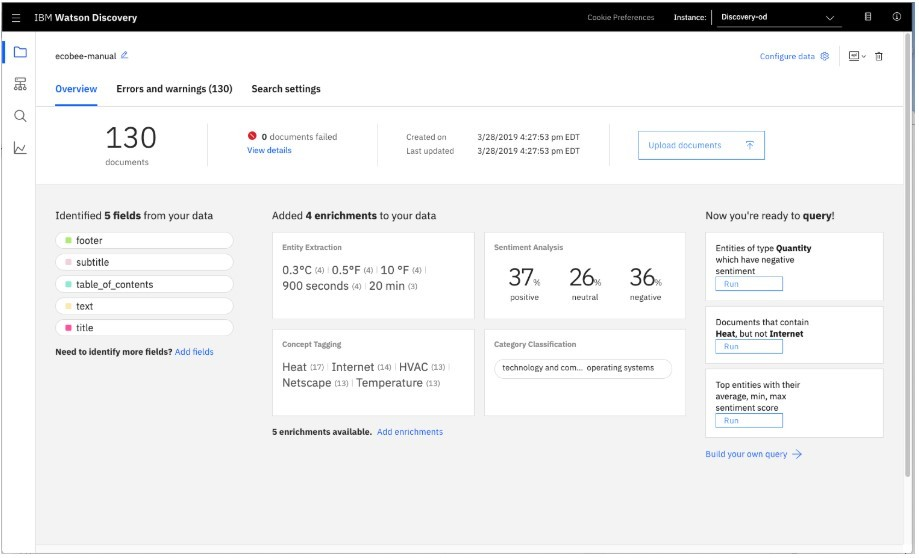 IBM Watson Discovery
Cookie Preferences
Instance:
Discovery-od
ecobee-manual
Configure data
Overview
Errors and warnings (130)
Search settings
130
documents
0 documents failed
View details
Created on 3/28/2019 4:27:53 pm EDT
Last updated 3/28/2019 4:27:53 pm EDT
Upload documents
Identified 5 fields from your data
footer
subtitle
table_of_contents
text
title
Need to identify more fields? Add fields
Added 4 enrichments to your data
Entity Extraction
0.3°C (4) | 0.5°F (4) | 10 °F (4) |
900 seconds (4) | 20 min (3)
Sentiment Analysis
37% 26% 36%
positive neutral negative
Concept Tagging
Heat (17) | Internet (14) | HVAC (13) |
Netscape (13) | Temperature (13)
Category Classification
technology and com... operating systems
5 enrichments available. Add enrichments
Now you're ready to query!
Entities of type Quantity
which have negative
sentiment
Run
Documents that contain
Heat, but not Internet
Run
Top entities with their
average, min, max
sentiment score
Run
Build your own query